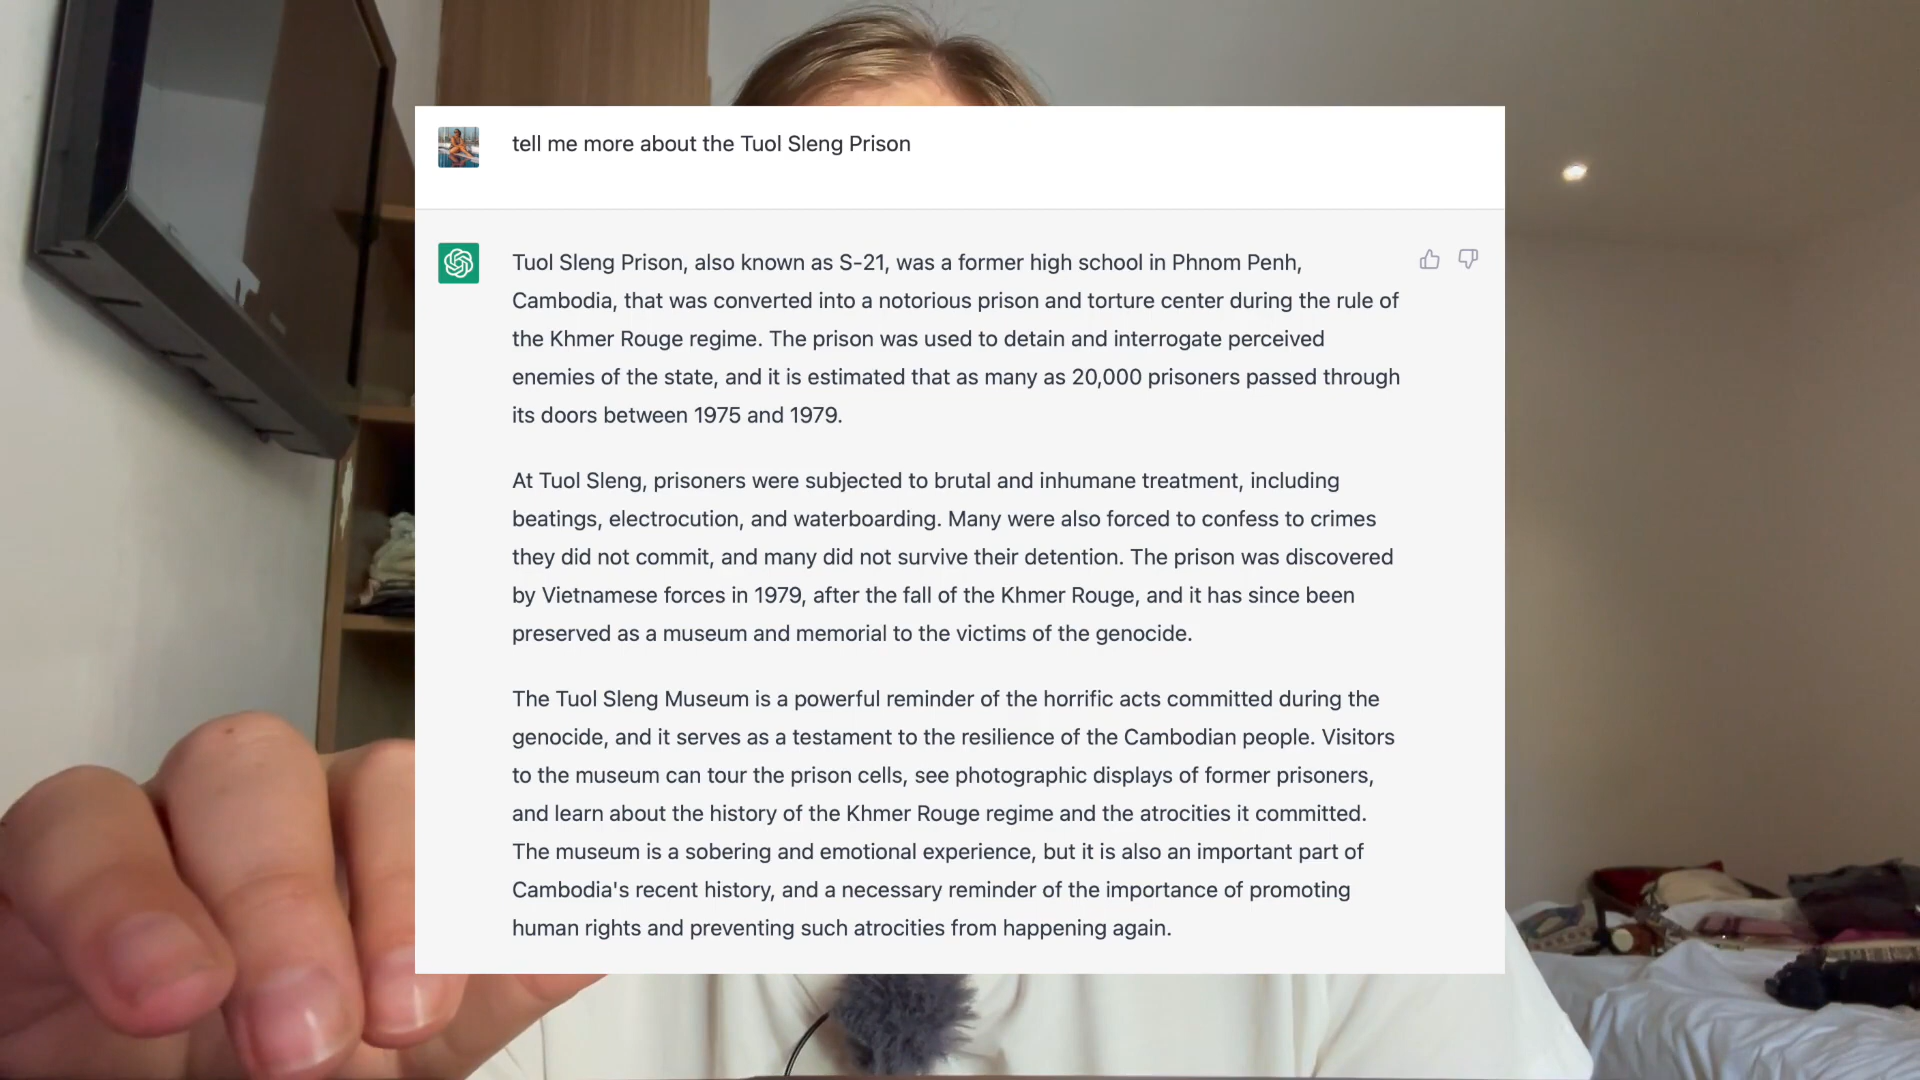 tell me more about the Tuol Sleng Prison
Tuol Sleng Prison, also known as S-21, was a former high school in Phnom Penh,
Cambodia, that was converted into a notorious prison and torture center during the rule of
the Khmer Rouge regime. The prison was used to detain and interrogate perceived
enemies of the state, and it is estimated that as many as 20,000 prisoners passed through
its doors between 1975 and 1979.
At Tuol Sleng, prisoners were subjected to brutal and inhumane treatment, including
beatings, electrocution, and waterboarding. Many were also forced to confess to crimes
they did not commit, and many did not survive their detention. The prison was discovered
by Vietnamese forces in 1979, after the fall of the Khmer Rouge, and it has since been
preserved as a museum and memorial to the victims of the genocide.
The Tuol Sleng Museum is a powerful reminder of the horrific acts committed during the
genocide, and it serves as a testament to the resilience of the Cambodian people. Visitors
to the museum can tour the prison cells, see photographic displays of former prisoners,
and learn about the history of the Khmer Rouge regime and the atrocities it committed.
The museum is a sobering and emotional experience, but it is also an important part of
Cambodia's recent history, and a necessary reminder of the importance of promoting
human rights and preventing such atrocities from happening again.